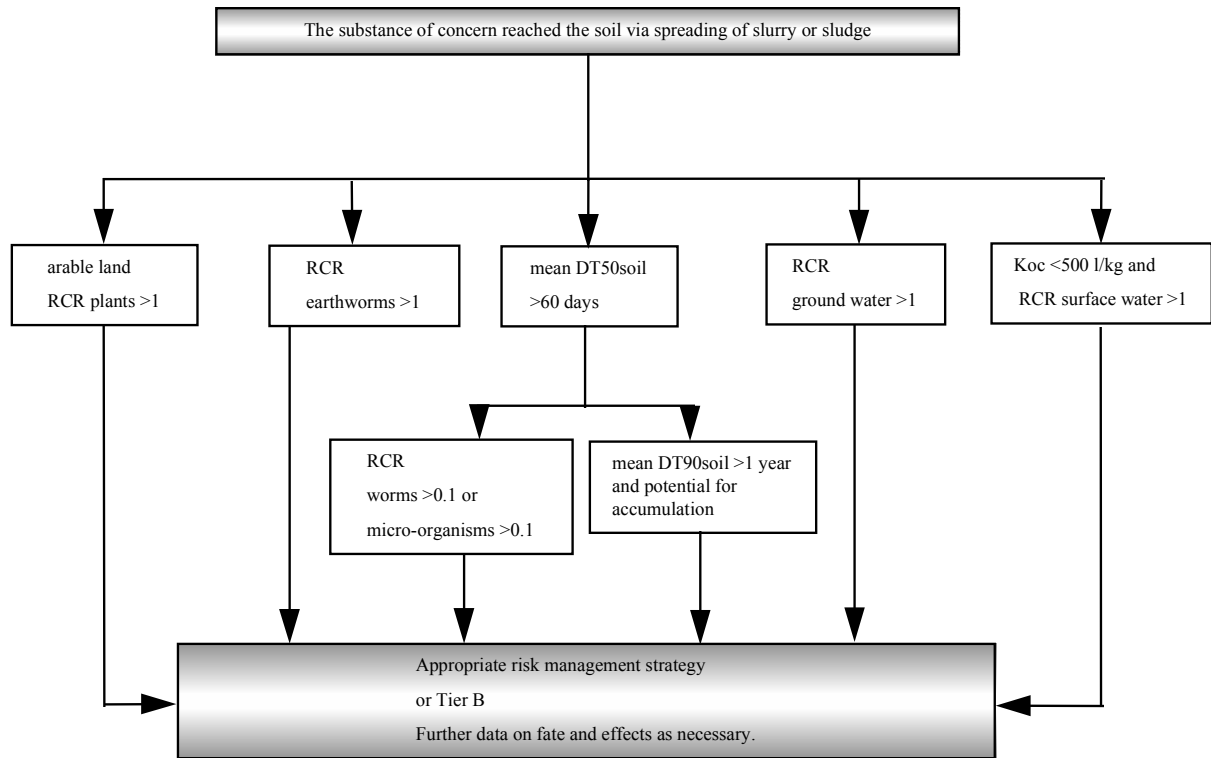 The substance of concern reached the soil via spreading of slurry or sludge
arable land
RCR plants >1
RCR
earthworms >1
mean DT50soil
>60 days
RCR
ground water >1
Koc <500 l/kg and
RCR surface water >1
RCR
worms >0.1 or
micro-organisms >0.1
mean DT90soil >1 year
and potential for
accumulation
Appropriate risk management strategy
or Tier B
Further data on fate and effects as necessary.